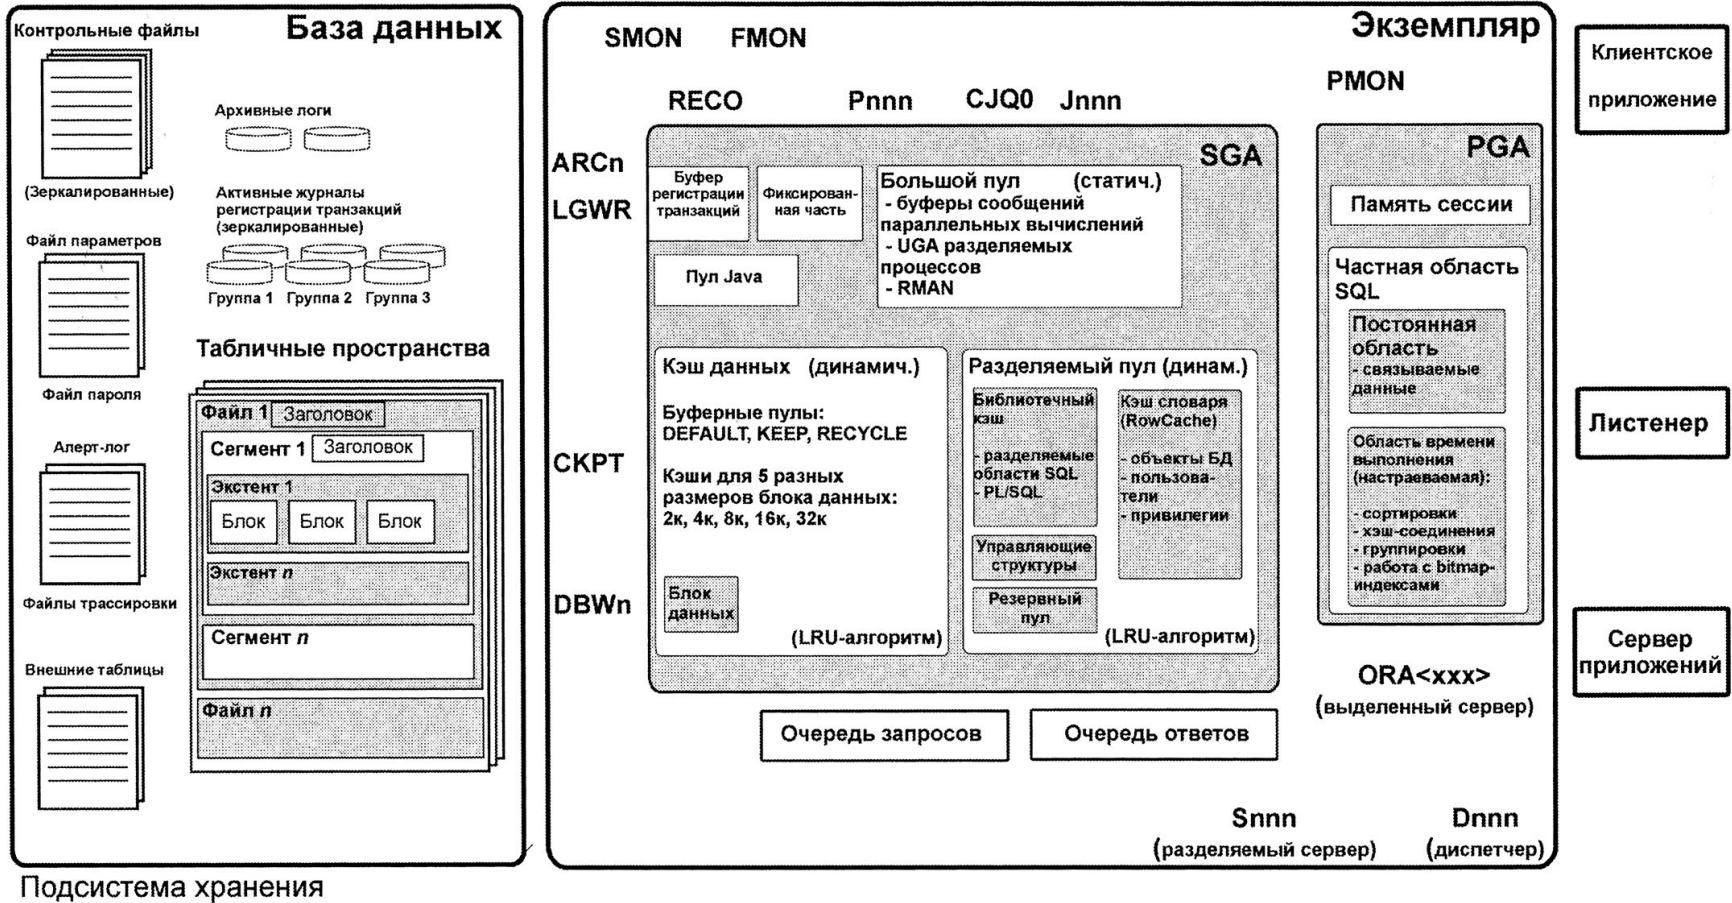 База данных
Контрольные файлы
(Зеркалированные)
Файл параметров
Файл пароля
Алерт-лог
Файлы трассировки
Внешние таблицы
Архивные логи
Активные журналы
регистрации транзакций
(зеркалированные)
Группа 1 Группа 2 Группа 3
Табличные пространства
Файл 1 Заголовок
Сегмент 1 Заголовок
Экстент 1
Блок Блок Блок
Экстент n
Сегмент n
Файл n
Подсистема хранения
Экземпляр
SMON FMON
PMON
RECO Pnnn CJQ0 Jnnn
ARCn
LGWR
CKPT
DBWn
SGA
Буфер
регистрации
транзакций
Фиксирован-
ная часть
Большой пул (статич.)
- буферы сообщений
параллельных вычислений
- UGA разделяемых
процессов
- RMAN
Пул Java
Кэш данных (динамич.)
Буферные пулы:
DEFAULT, KEEP, RECYCLE
Кэши для 5 разных
размеров блока данных:
2к, 4к, 8к, 16к, 32к
Блок
данных
(LRU-алгоритм)
Разделяемый пул (динам.)
Библиотечный
кэш
- разделяемые
области SQL
- PL/SQL
Управляющие
структуры
Резервный
пул
Кэш словаря
(RowCache)
- объекты БД
- пользова-
тели
- привилегии
(LRU-алгоритм)
Очередь запросов
Очередь ответов
PGA
Память сессии
Частная область
SQL
Постоянная
область
- связываемые
данные
Область времени
выполнения
(настраеваемая):
- сортировки
- хэш-соединения
- группировки
- работа с bitmap-
индексами
ORA<xxx>
(выделенный сервер)
Snnn
(разделяемый сервер)
Dnnn
(диспетчер)
Клиентское
приложение
Листенер
Сервер
приложений